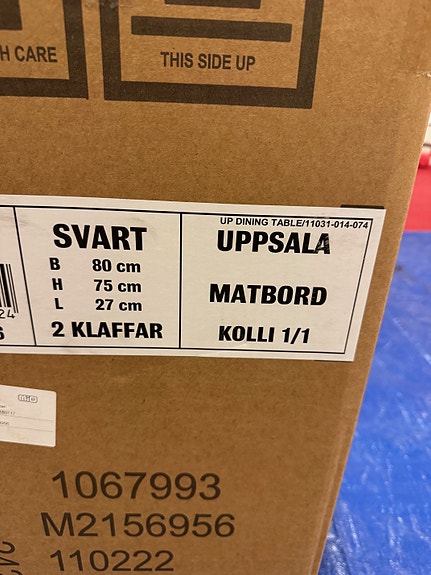 H CARE
THIS SIDE UP
UP DINING TABLE/11031-014-074
SVART
B 80 cm
H 75 cm
L 27 cm
2 KLAFFAR
UPPSALA
MATBORD
KOLLI 1/1
24
1067993
M2156956
110222